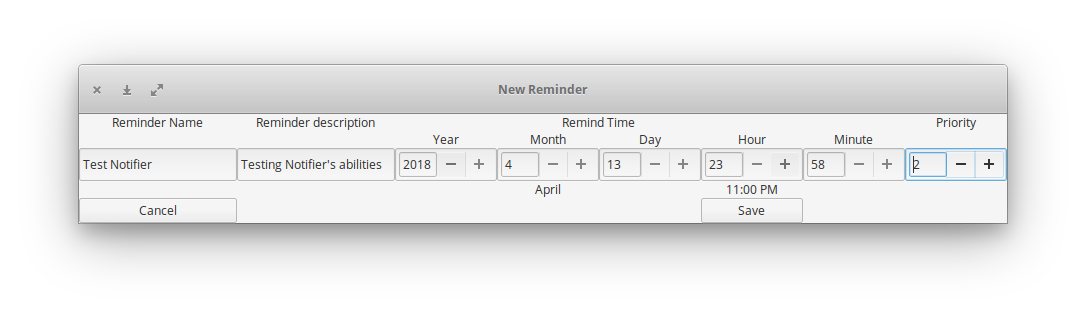 New Reminder
Reminder Name Reminder description Remind Time Priority
Year Month Day Hour Minute
Test Notifier Testing Notifier's abilities 2018 − + 4 − + 13 − + 23 − + 58 − + 2 − +
April 11:00 PM
Cancel Save